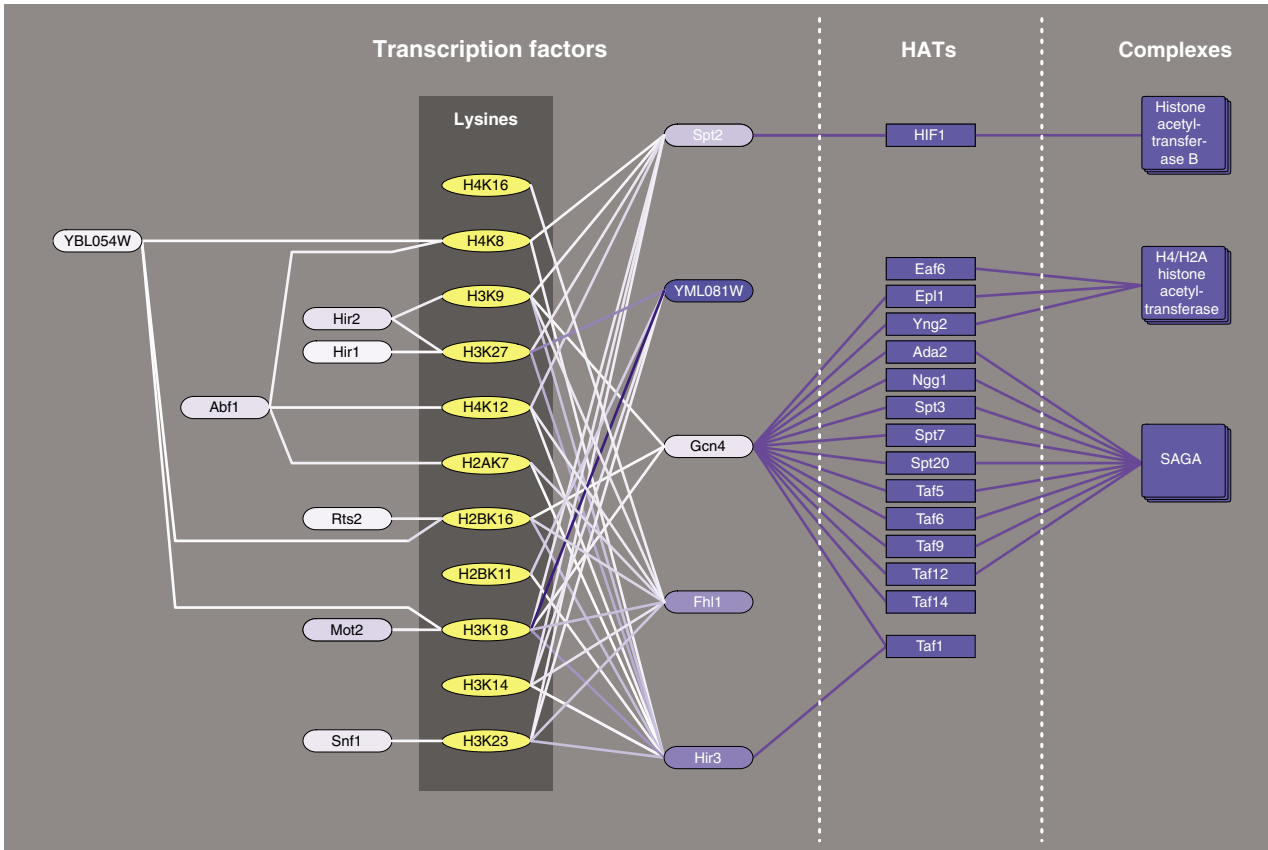 Transcription factors
HATs
Complexes
Lysines
Spt2
HIF1
Histone
acetyl-
transfer-
ase B
H4K16
YBL054W
H4K8
Eaf6
H4/H2A
histone
acetyl-
transferase
H3K9
YML081W
Epl1
Hir2
Yng2
Hir1
H3K27
Ada2
Ngg1
Abf1
H4K12
Spt3
Gcn4
Spt7
H2AK7
Spt20
SAGA
Taf5
Rts2
H2BK16
Taf6
Taf9
H2BK11
Taf12
Fhl1
Taf14
Mot2
H3K18
Taf1
H3K14
Snf1
H3K23
Hir3